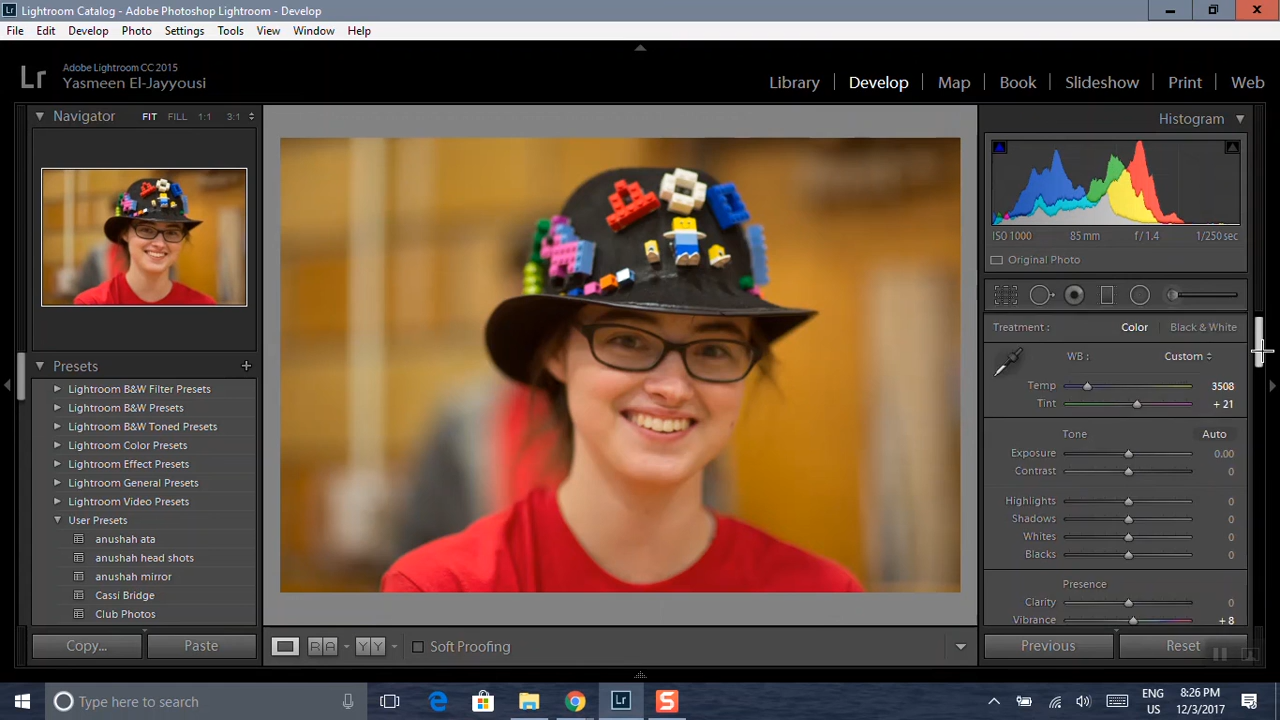 Lightroom Catalog - Adobe Photoshop Lightroom - Develop
File Edit Develop Photo Settings Tools View Window Help
Lr
Adobe Lightroom CC 2015
Yasmeen El-Jayyousi
Library Develop Map Book Slideshow Print Web
Navigator FIT FILL 1:1 3:1
Presets +
Lightroom B&W Filter Presets
Lightroom B&W Presets
Lightroom B&W Toned Presets
Lightroom Color Presets
Lightroom Effect Presets
Lightroom General Presets
Lightroom Video Presets
User Presets
anushah ata
anushah head shots
anushah mirror
Cassi Bridge
Club Photos
Copy... Paste
R A Y Y Soft Proofing
Histogram
ISO 1000 85 mm f / 1.4 1/250 sec
Original Photo
Treatment : Color Black & White
WB : Custom
Temp 3508
Tint + 21
Tone Auto
Exposure 0.00
Contrast 0
Highlights 0
Shadows 0
Whites 0
Blacks 0
Presence
Clarity 0
Vibrance + 8
Previous Reset
Type here to search
Lr
S
ENG
US
8:26 PM
12/3/2017